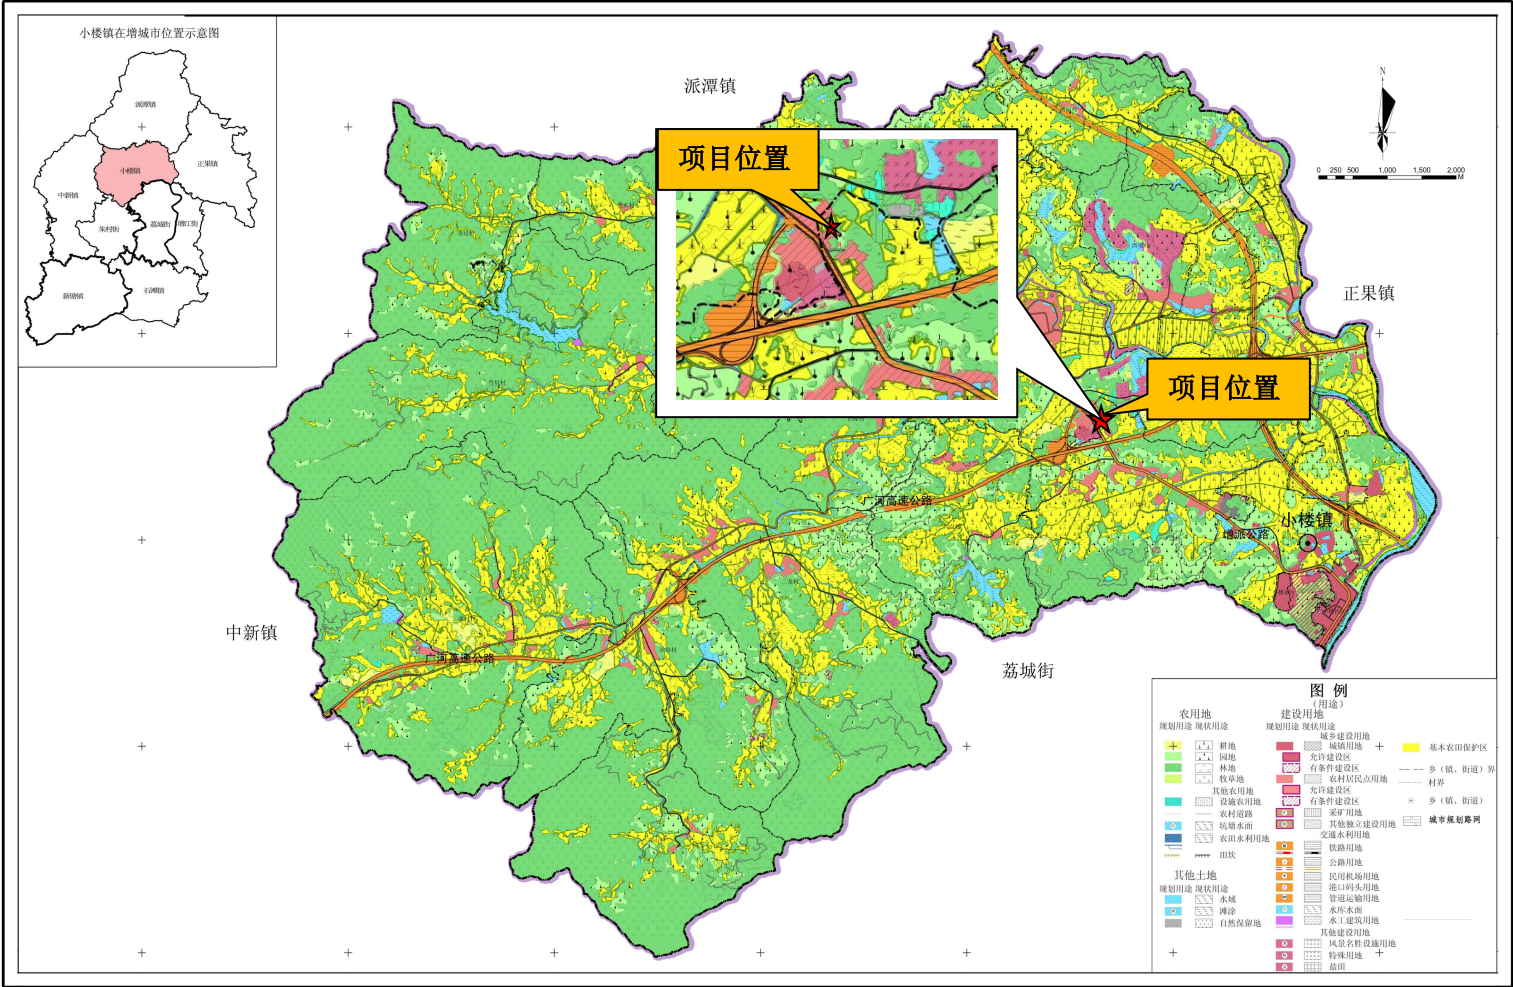 小楼镇在增城市位置示意图
派潭镇
正果镇
小楼镇
中新镇
朱村街
荔城街
增江街
新塘镇
石滩镇
派潭镇
正果镇
中新镇
荔城街
项目位置
项目位置
广河高速公路
广河高速公路
增派公路
小楼镇
N
0 250 500 1,000 1,500 2,000
M
图 例
(用途)
农用地
规划用途 现状用途
耕地
园地
林地
牧草地
其他农用地
设施农用地
农村道路
坑塘水面
农田水利用地
田坎
其他土地
规划用途 现状用途
水域
滩涂
自然保留地
建设用地
规划用途 现状用途
城乡建设用地
城镇用地
允许建设区
有条件建设区
农村居民点用地
允许建设区
有条件建设区
采矿用地
其他独立建设用地
交通水利用地
铁路用地
公路用地
民用机场用地
港口码头用地
管道运输用地
水库水面
水工建筑用地
其他建设用地
风景名胜设施用地
特殊用地
盐田
基本农田保护区
乡（镇、街道）界
村界
乡（镇、街道）
城市规划路网